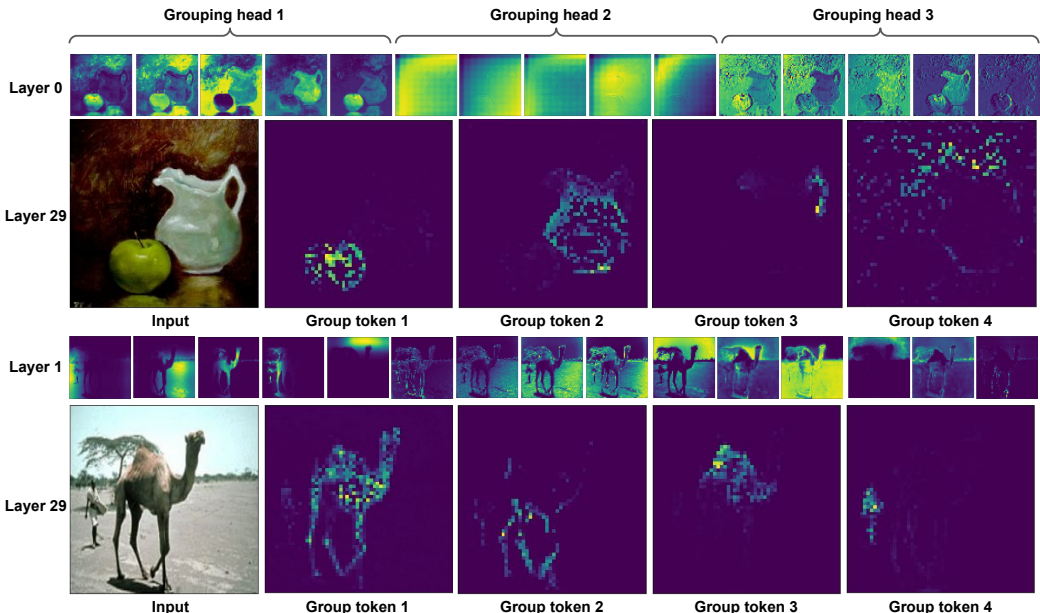 Grouping head 1 Grouping head 2 Grouping head 3
Layer 0
Layer 29
Input Group token 1 Group token 2 Group token 3 Group token 4
Layer 1
Layer 29
Input Group token 1 Group token 2 Group token 3 Group token 4